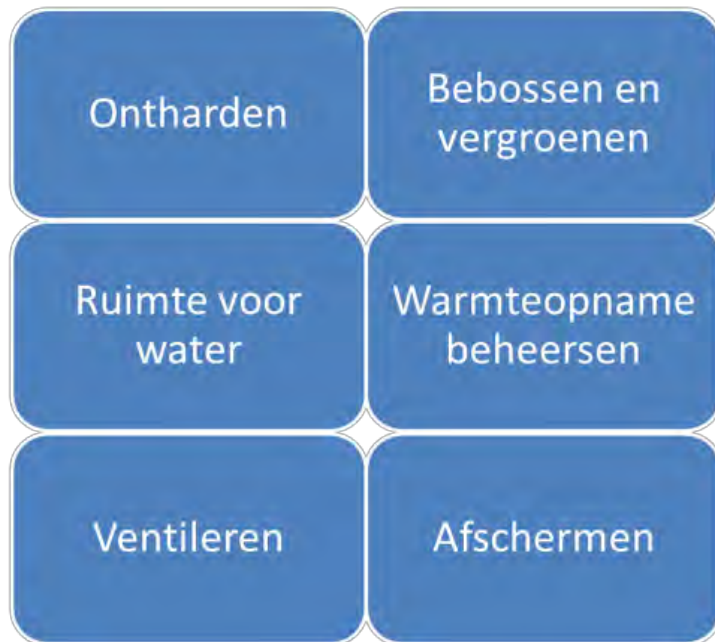 Ontharden
Bebossen en
vergroenen
Ruimte voor
water
Warmteopname
beheersen
Ventileren
Afschermen